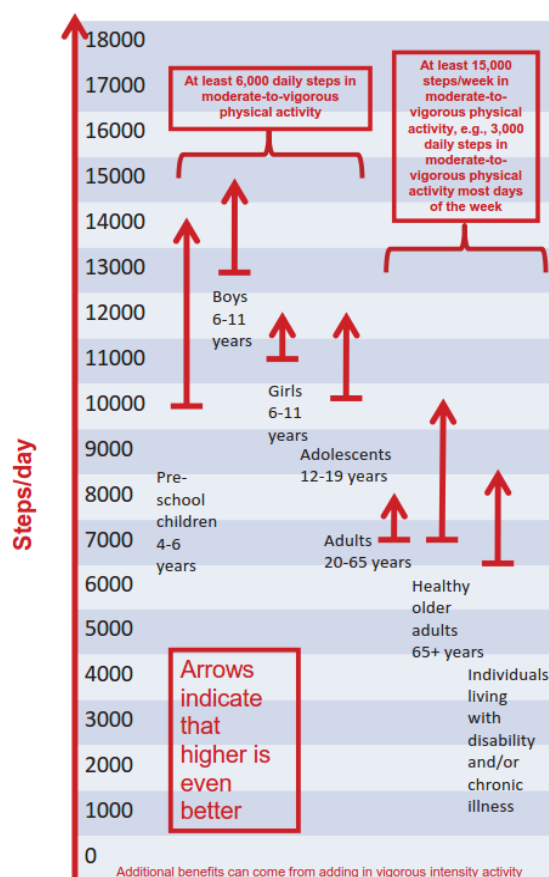 18000
17000
16000
15000
14000
13000
12000
11000
10000
9000
8000
7000
6000
5000
4000
3000
2000
1000
0
Steps/day
At least 6,000 daily steps in
moderate-to-vigorous
physical activity
At least 15,000
steps/week in
moderate-to-
vigorous physical
activity, e.g., 3,000
daily steps in
moderate-to-
vigorous physical
activity most days
of the week
Boys
6-11
years
Girls
6-11
years
Adolescents
12-19 years
Pre-
school
children
4-6
years
Adults
20-65 years
Healthy
older
adults
65+ years
Individuals
living
with
disability
and/or
chronic
illness
Arrows
indicate
that
higher is
even
better
Additional benefits can come from adding in vigorous intensity activity